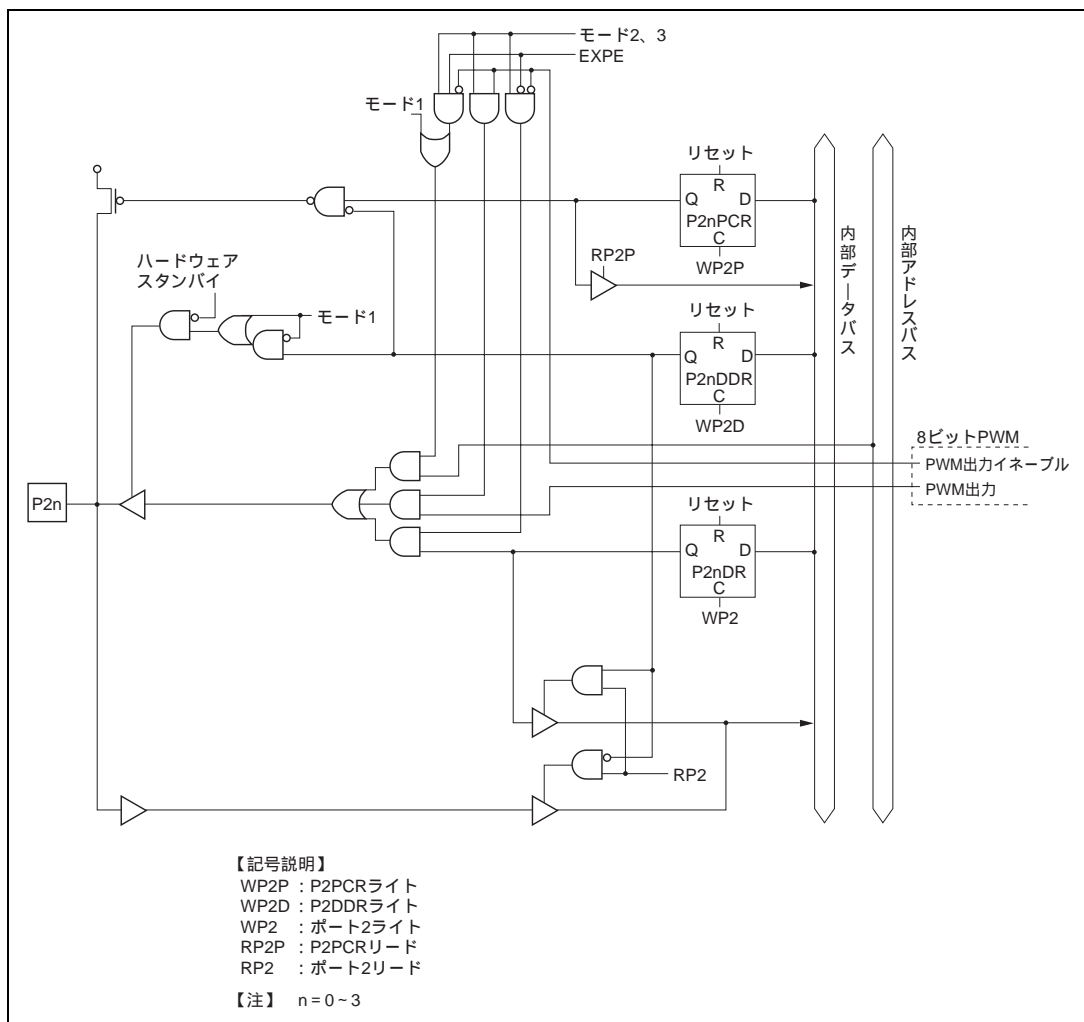 モード2、3
EXPE
モード1
リセット
R
Q
D
P2nPCR
C
WP2P
RP2P
ハードウェア
スタンバイ
モード1
リセット
R
Q
D
P2nDDR
C
WP2D
内部データバス
内部アドレスバス
8ビットPWM
PWM出力イネーブル
PWM出力
P2n
リセット
R
Q
D
P2nDR
C
WP2
RP2
【記号説明】
WP2P : P2PCRライト
WP2D : P2DDRライト
WP2 : ポート2ライト
RP2P : P2PCRリード
RP2 : ポート2リード
【注】 n = 0 ~ 3